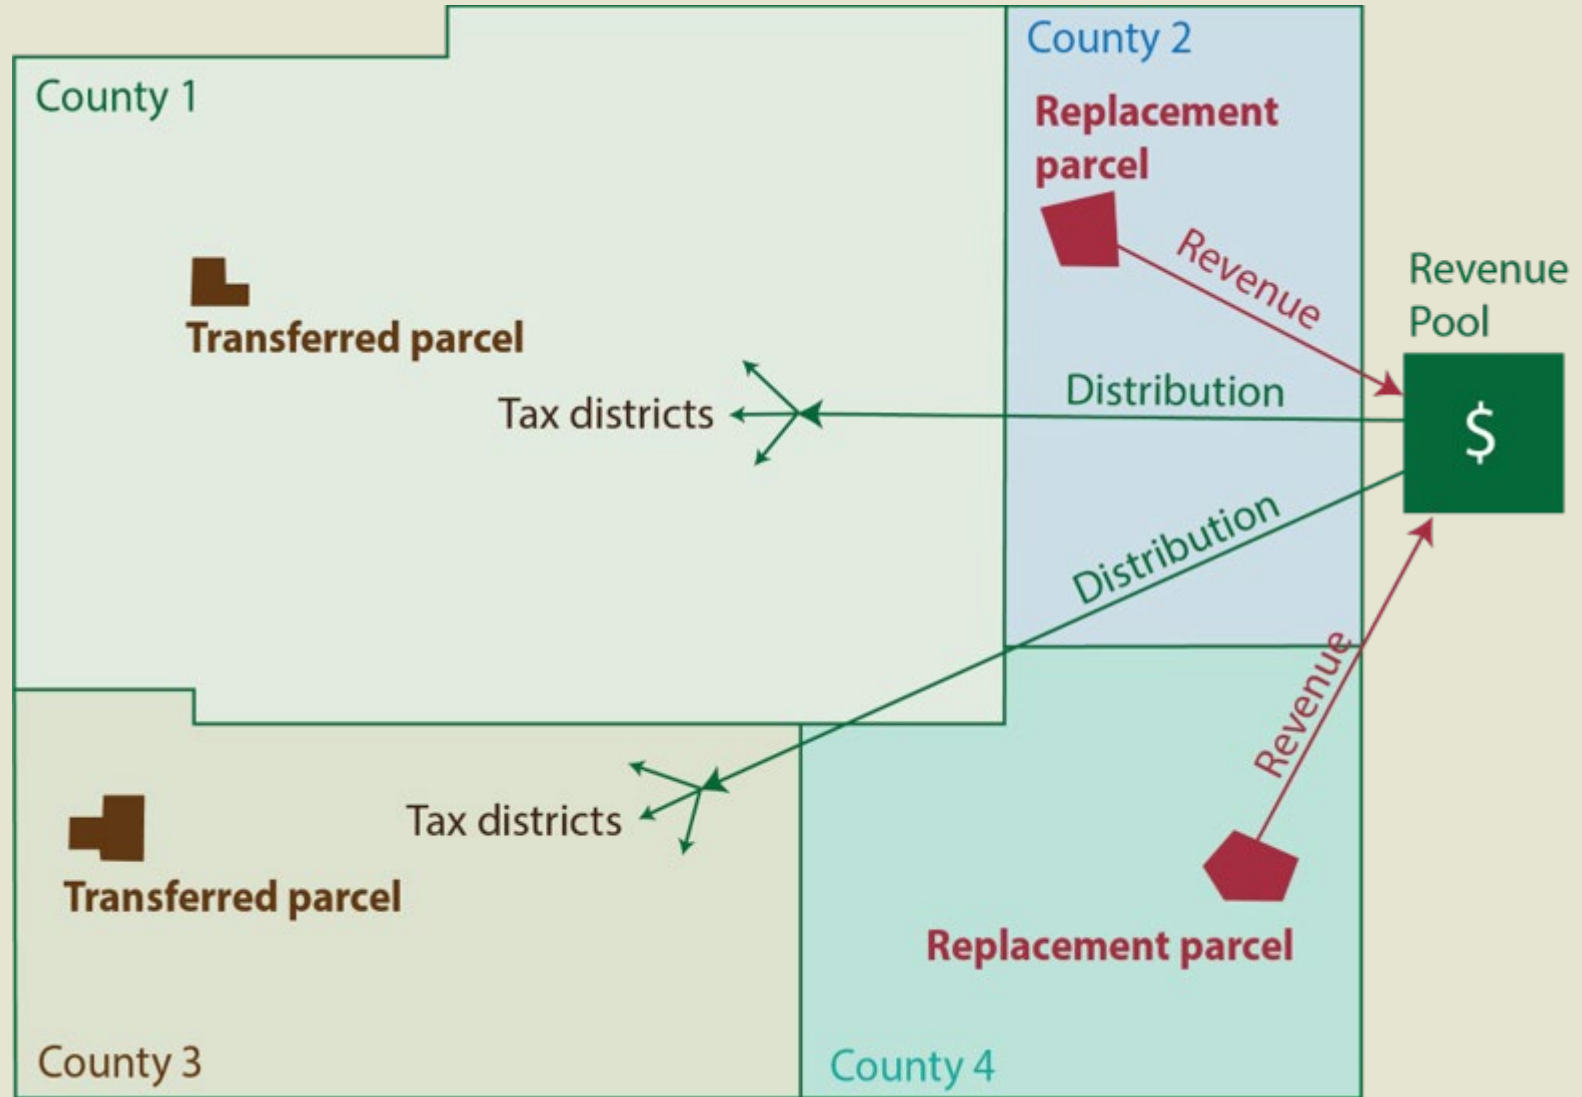 County 1
County 2
Replacement
parcel
Revenue
Revenue
Pool
$
Transferred parcel
Distribution
Tax districts
Distribution
Revenue
Tax districts
Transferred parcel
Replacement parcel
County 3
County 4